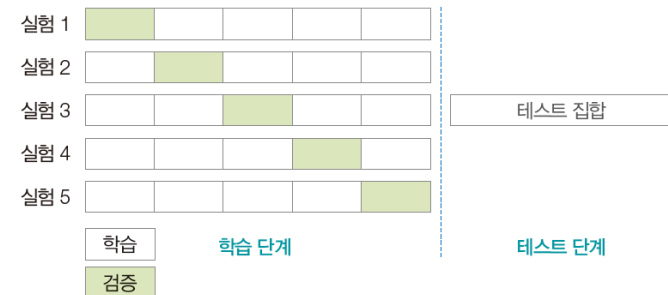 실험 1
실험 2
실험 3
테스트 집합
실험 4
실험 5
학습
학습 단계
테스트 단계
검증